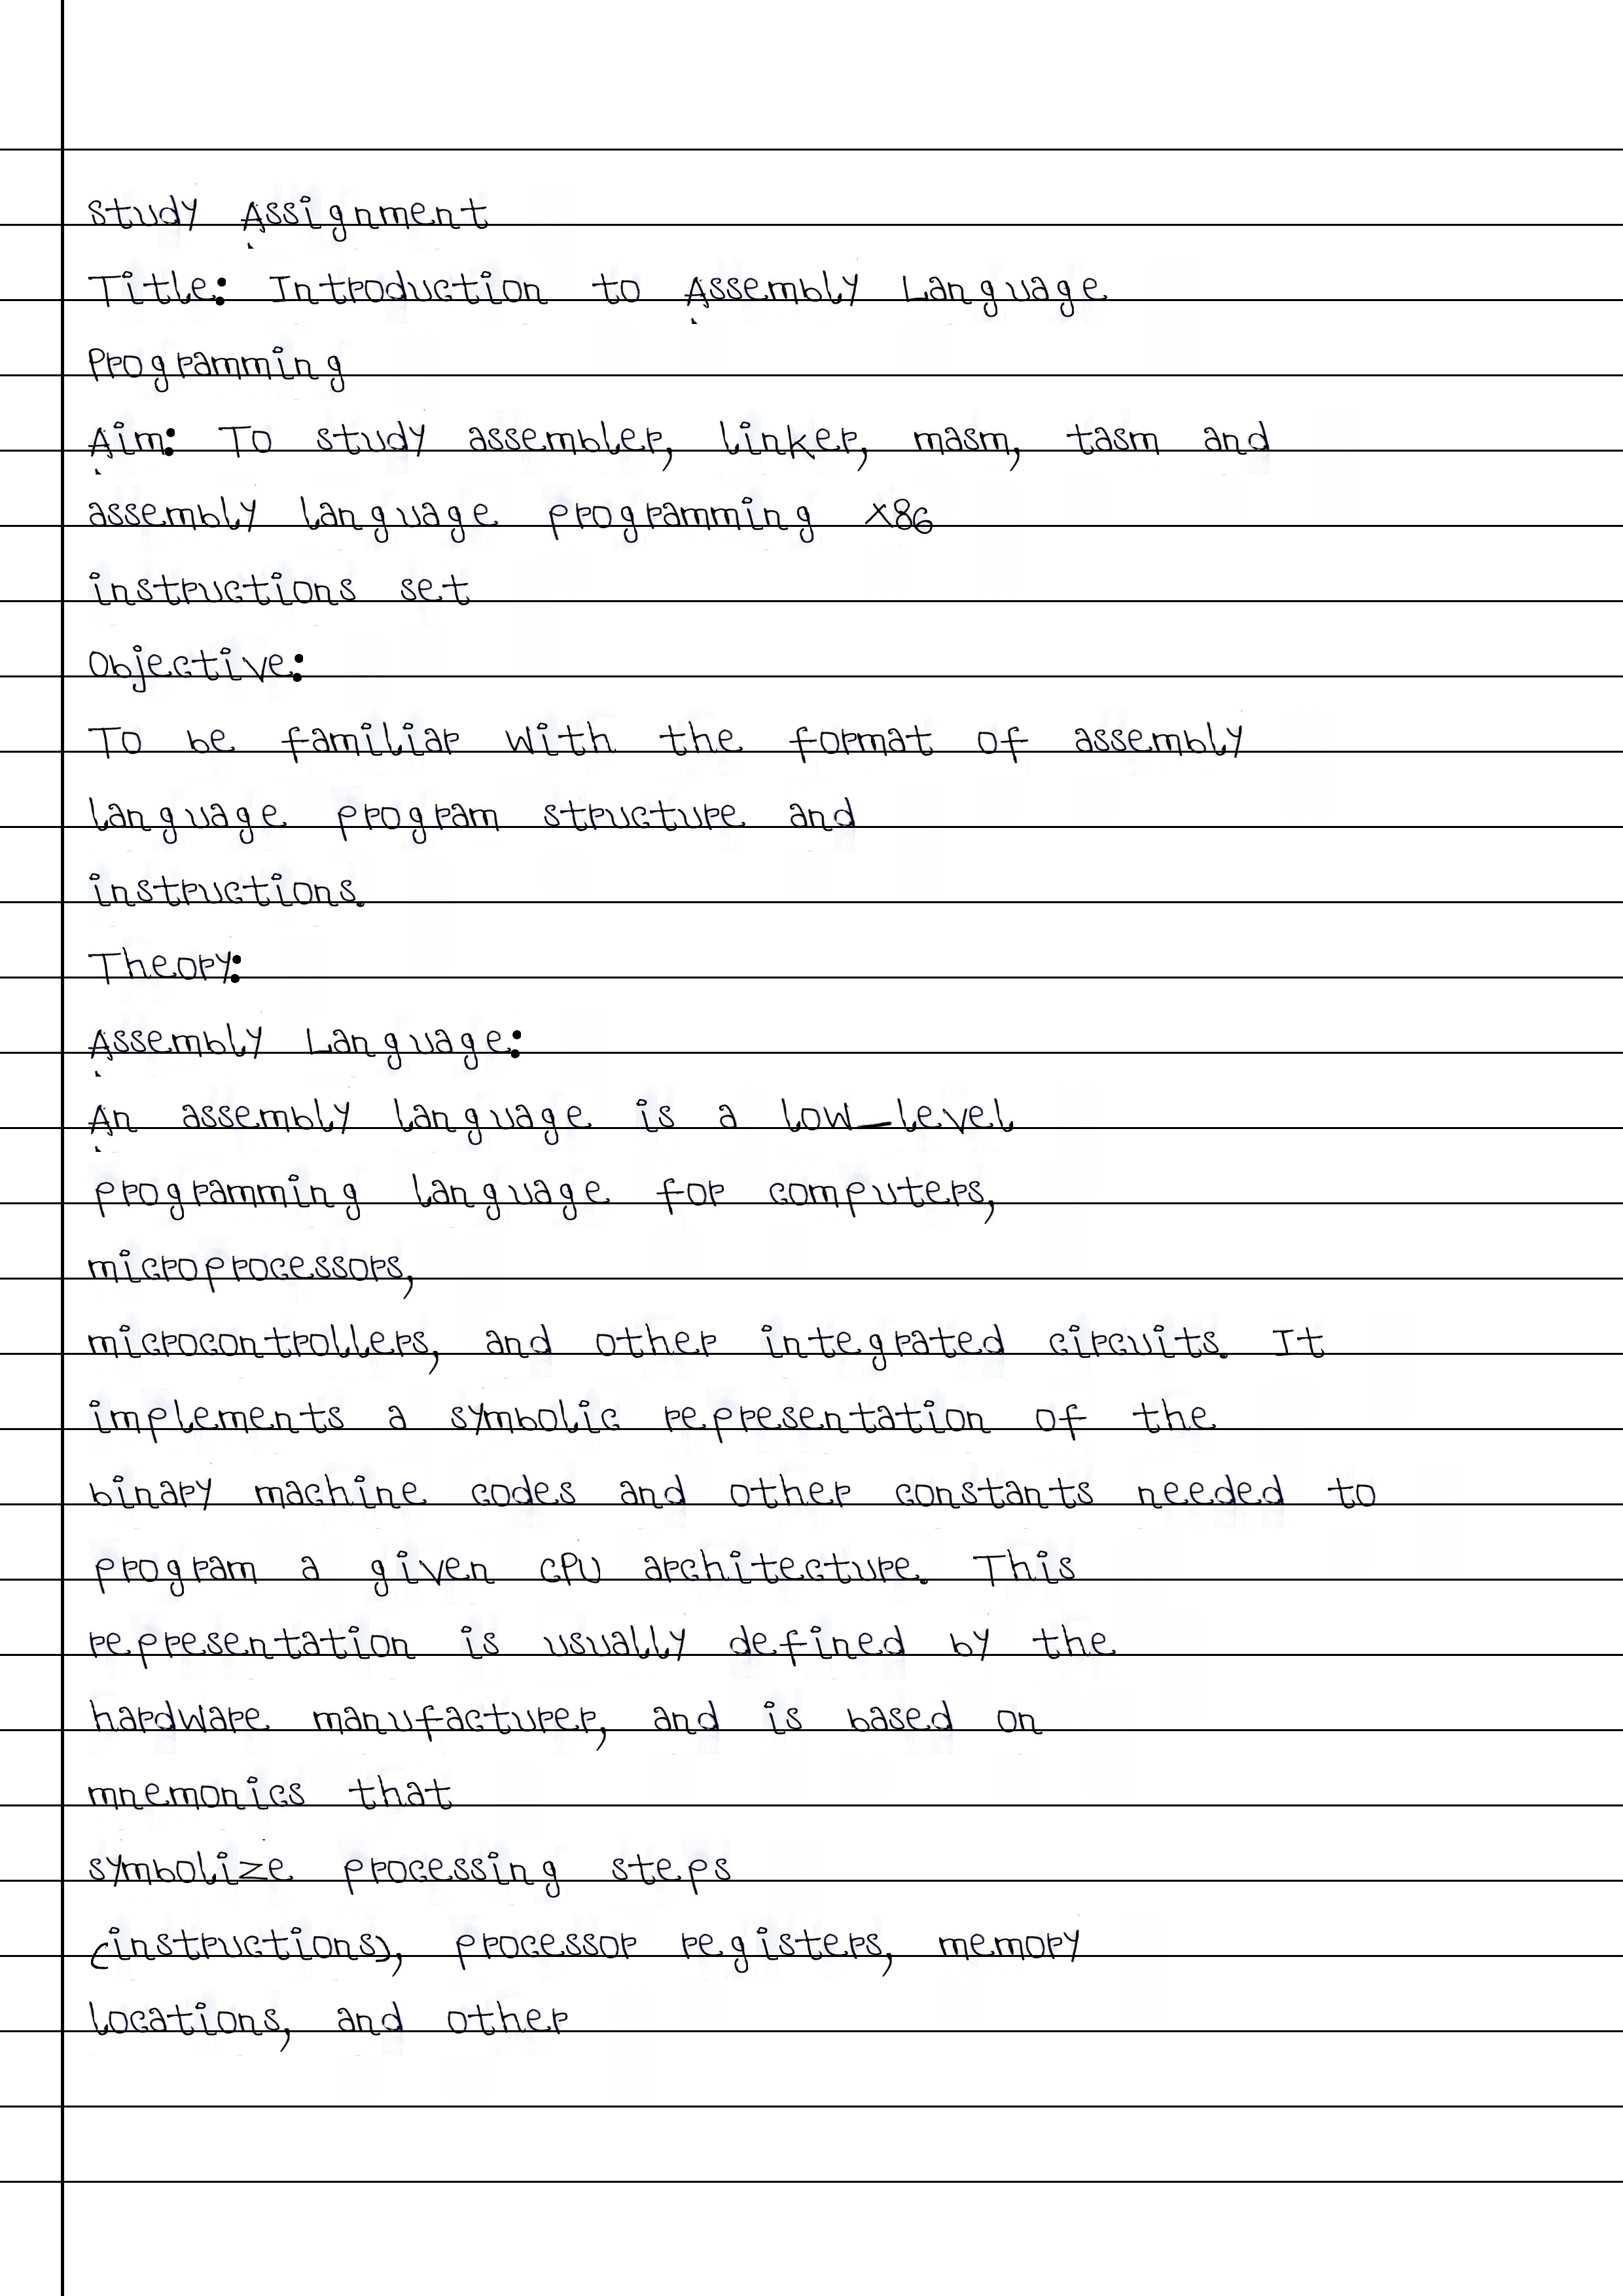 Study Assignment
Title: Introduction to Assembly Language
Programming
Aim: To study assembler, linker, masm, tasm and
assembly language programming x86
instructions set
Objective:
To be familiar with the format of assembly
language program structure and
instructions.
Theory:
Assembly Language:
An assembly language is a low-level
programming language for computers,
microprocessors,
microcontrollers, and other integrated circuits. It
implements a symbolic representation of the
binary machine codes and other constants needed to
program a given CPU architecture. This
representation is usually defined by the
hardware manufacturer, and is based on
mnemonics that
symbolize processing steps
(instructions), processor registers, memory
locations, and other